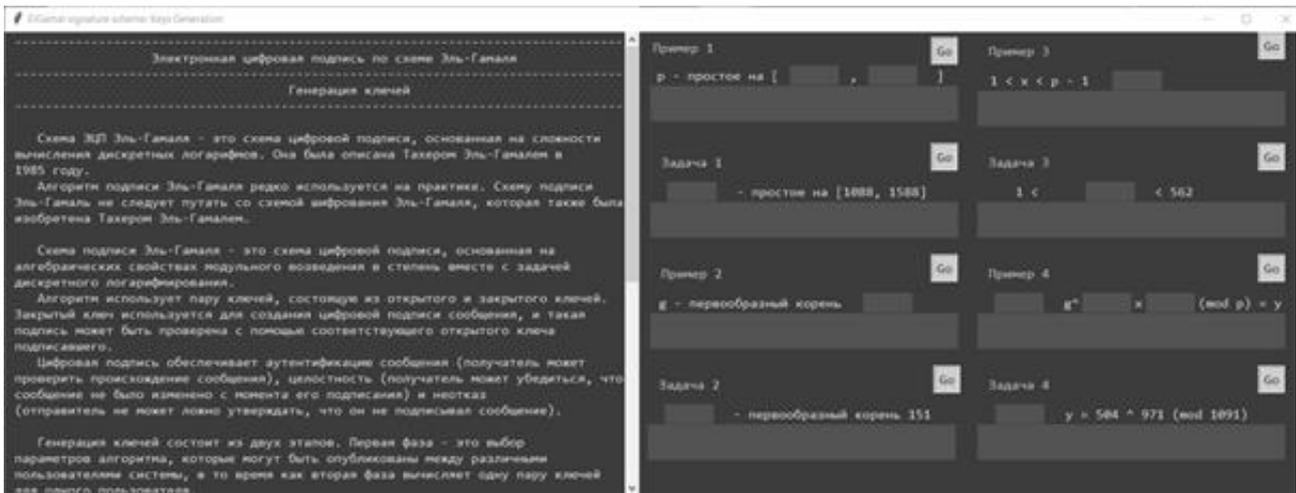 ElGamal signature scheme: Keys Generation
Электронная цифровая подпись по схеме Эль-Гамаля
Генерация ключей
Схема ЭЦП Эль-Гамаля - это схема цифровой подписи, основанная на сложности
вычисления дискретных логарифмов. Она была описана Тахером Эль-Гамалем в
1985 году.
Алгоритм подписи Эль-Гамаля редко используется на практике. Схему подписи
Эль-Гамаль не следует путать со схемой шифрования Эль-Гамаля, которая также была
изобретена Тахером Эль-Гамалем.
Схема подписи Эль-Гамаля - это схема цифровой подписи, основанная на
алгебраических свойствах модульного возведения в степень вместе с задачей
дискретного логарифмирования.
Алгоритм использует пару ключей, состоящую из открытого и закрытого ключей.
Закрытый ключ используется для создания цифровой подписи сообщения, и такая
подпись может быть проверена с помощью соответствующего открытого ключа
подписавшего.
Цифровая подпись обеспечивает аутентификацию сообщения (получатель может
проверить происхождение сообщения), целостность (получатель может убедиться, что
сообщение не было изменено с момента его подписания) и неотказ
(отправитель не может ложно утверждать, что он не подписывал сообщение).
Генерация ключей состоит из двух этапов. Первая фаза - это выбор
параметров алгоритма, которые могут быть опубликованы между различными
пользователями системы, в то время как вторая фаза вычисляет одну пару ключей
для одного пользователя
Пример 1 Go
p - простое на [ , ]
Задача 1 Go
- простое на [1088, 1588]
Пример 2 Go
g - первообразный корень
Задача 2 Go
- первообразный корень 151
Пример 3 Go
1 < x < p - 1
Задача 3 Go
1 < < 562
Пример 4 Go
g^ x (mod p) = y
Задача 4 Go
y = 504 ^ 971 (mod 1091)